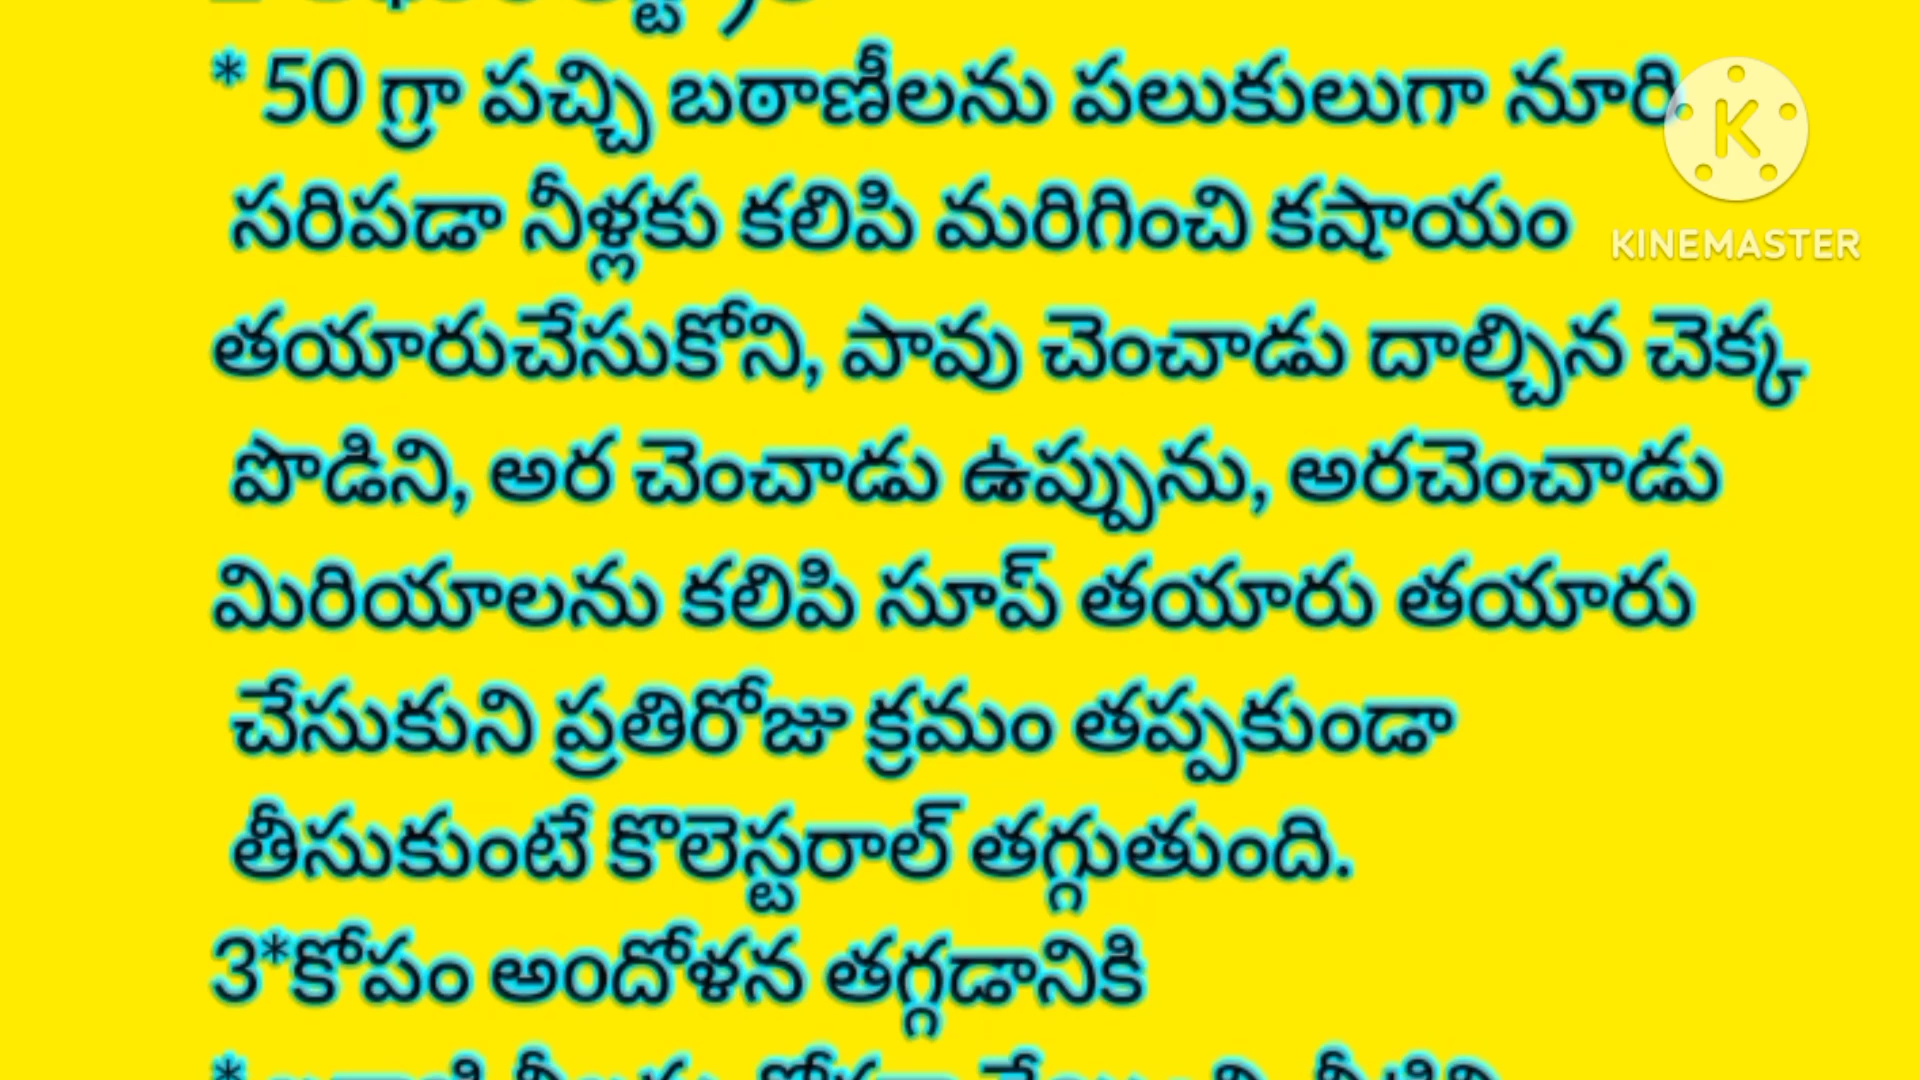 * 50 గ్రా పచ్చి బఠాణీలను పలుకులుగా నూరి
సరిపడా నీళ్లకు కలిపి మరిగించి కషాయం
తయారుచేసుకోని, పావు చెంచాడు దాల్చిన చెక్క
పొడిని, అర చెంచాడు ఉప్పును, అరచెంచాడు
మిరియాలను కలిపి సూప్ తయారు తయారు
చేసుకుని ప్రతిరోజు క్రమం తప్పకుండా
తీసుకుంటే కొలెస్టరాల్ తగ్గుతుంది.
3*కోపం అందోళన తగ్గడానికి
K
KINEMASTER